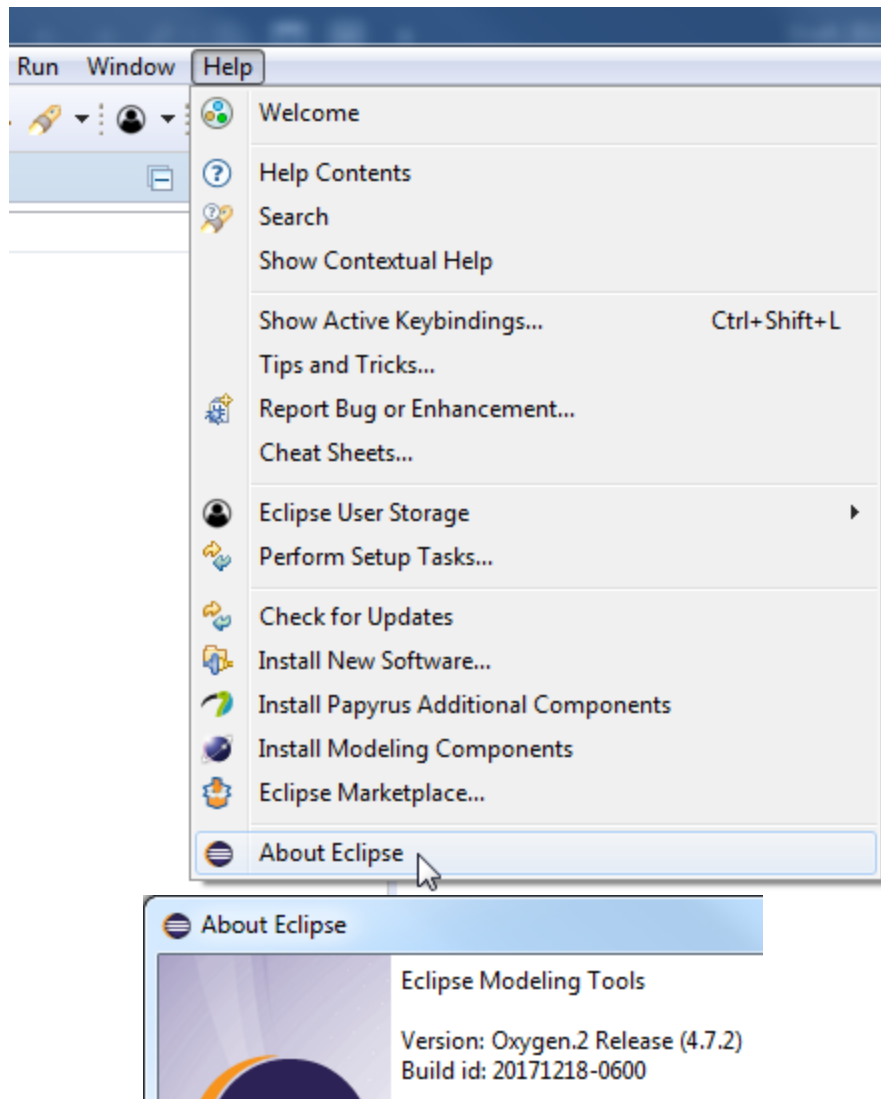 Run Window Help
Welcome
Help Contents
Search
Show Contextual Help
Show Active Keybindings... Ctrl+Shift+L
Tips and Tricks...
Report Bug or Enhancement...
Cheat Sheets...
Eclipse User Storage
Perform Setup Tasks...
Check for Updates
Install New Software...
Install Papyrus Additional Components
Install Modeling Components
Eclipse Marketplace...
About Eclipse
About Eclipse
Eclipse Modeling Tools
Version: Oxygen.2 Release (4.7.2)
Build id: 20171218-0600